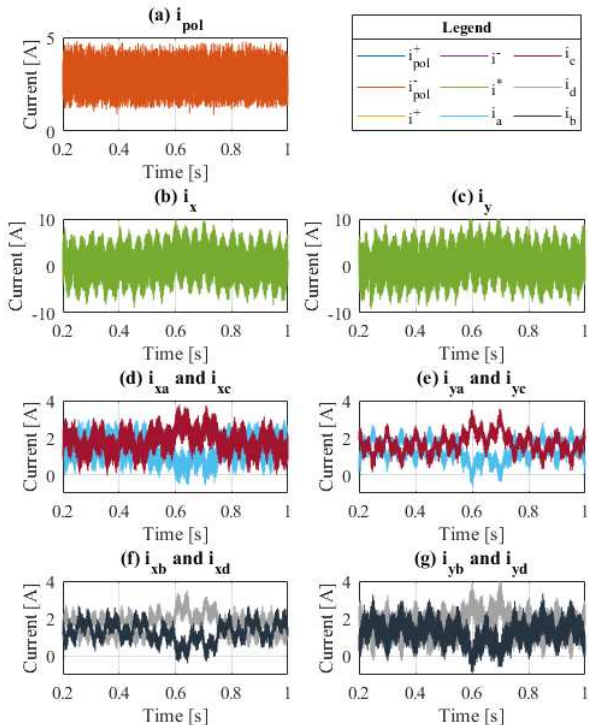 (a) i_pol
Legend
Current [A]
5
0
0.2 0.4 0.6 0.8 1
Time [s]
i⁺_pol i⁻ i_c
i⁻_pol i* i_d
i⁺ i_a i_b
(b) i_x
(c) i_y
Current [A]
10
0
-10
0.2 0.4 0.6 0.8 1
Time [s]
Current [A]
10
0
-10
0.2 0.4 0.6 0.8 1
Time [s]
(d) i_xa and i_xc
(e) i_ya and i_yc
Current [A]
4
2
0
0.2 0.4 0.6 0.8 1
Time [s]
Current [A]
4
2
0
0.2 0.4 0.6 0.8 1
Time [s]
(f) i_xb and i_xd
(g) i_yb and i_yd
Current [A]
4
2
0
0.2 0.4 0.6 0.8 1
Time [s]
Current [A]
4
2
0
0.2 0.4 0.6 0.8 1
Time [s]